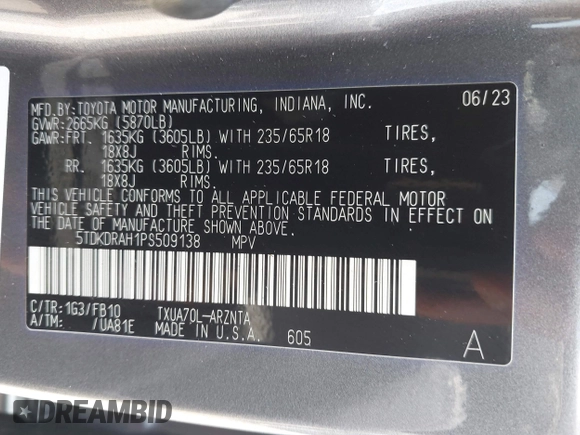 MFD.BY:TOYOTA MOTOR MANUFACTURING, INDIANA, INC. 06/23
GVWR:2665KG (5870LB)
GAWR:FRT. 1635KG (3605LB) WITH 235/65R18 TIRES,
18X8J RIMS.
RR. 1635KG (3605LB) WITH 235/65R18 TIRES,
18X8J RIMS.
THIS VEHICLE CONFORMS TO ALL APPLICABLE FEDERAL MOTOR
VEHICLE SAFETY AND THEFT PREVENTION STANDARDS IN EFFECT ON
THE DATE OF MANUFACTURE SHOWN ABOVE.
5TDKDRAH1PS509138 MPV
C/TR:1G3/FB10 TXUA70L-ARZNTA
A/TM: /UA81E MADE IN U.S.A. 605
A
DREAMBID